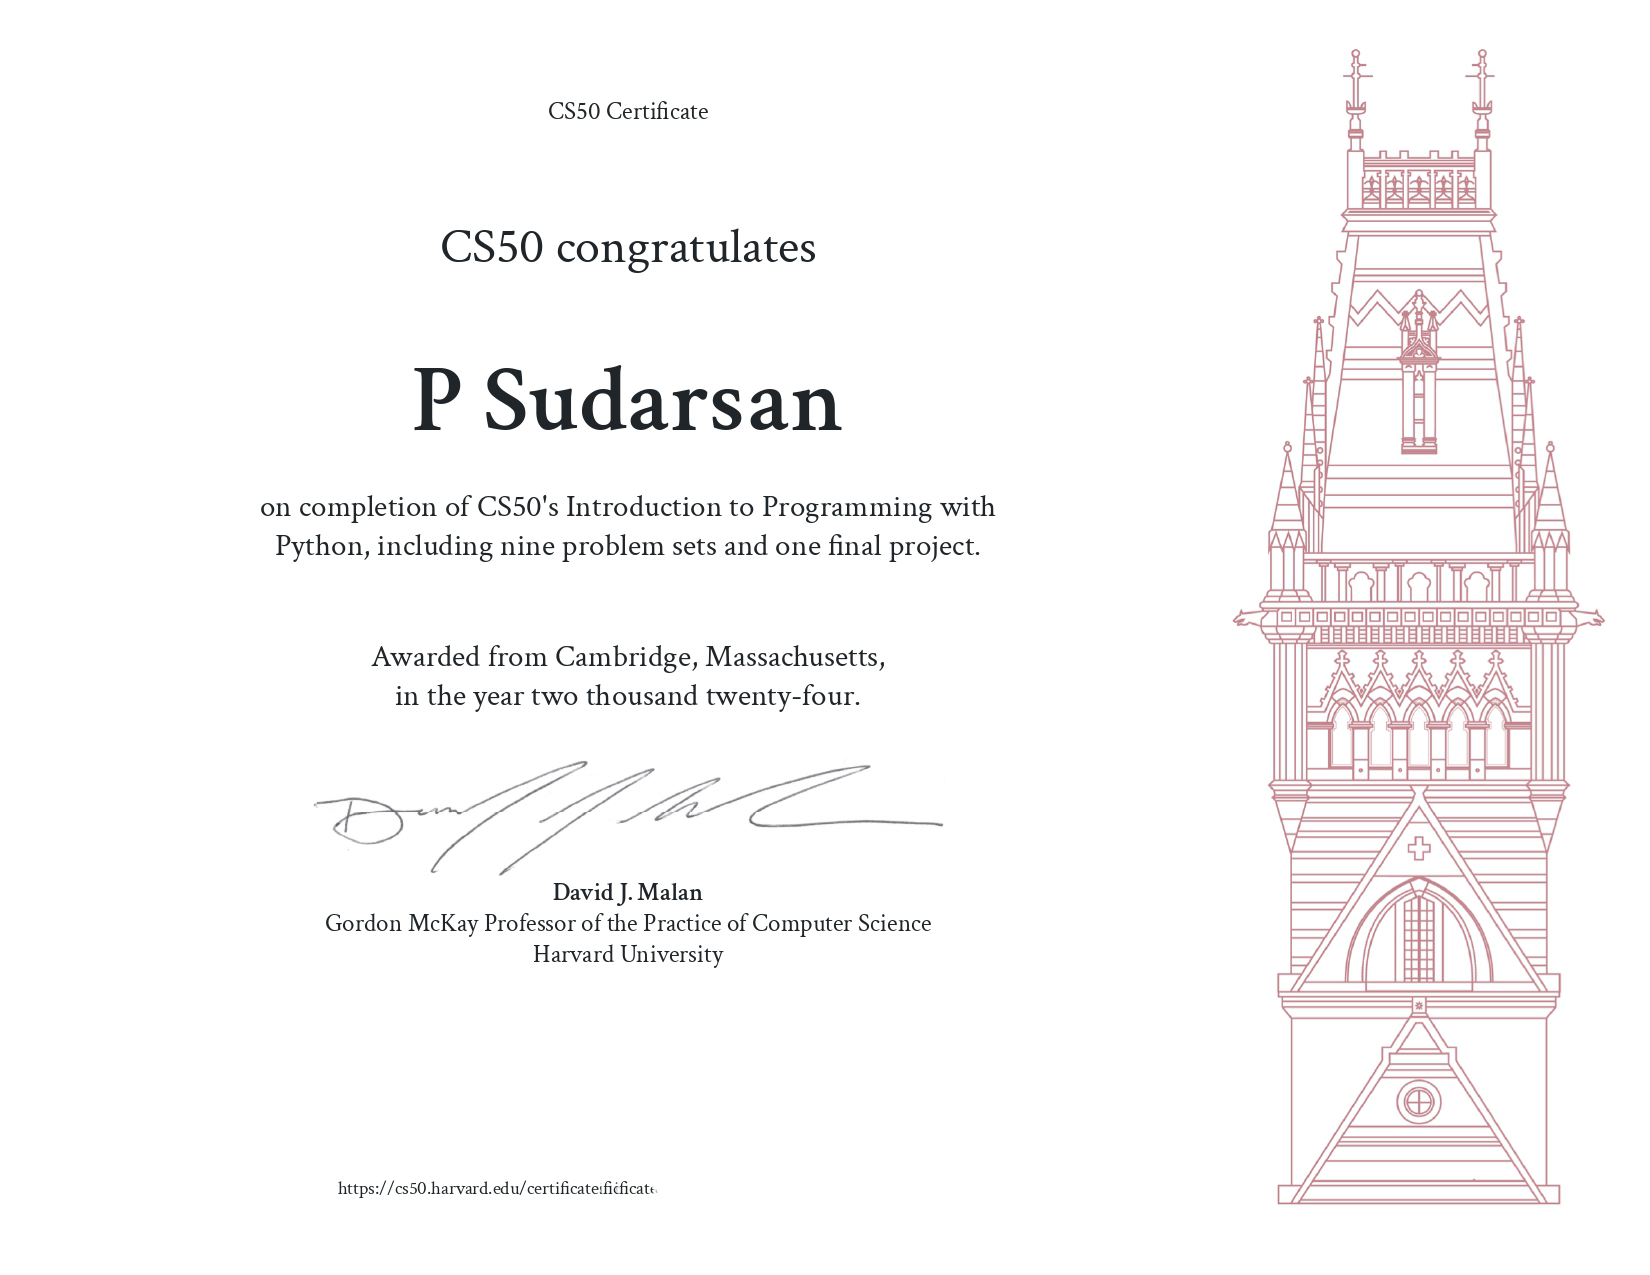 CS50 Certificate
CS50 congratulates
P Sudarsan
on completion of CS50's Introduction to Programming with
Python, including nine problem sets and one final project.
Awarded from Cambridge, Massachusetts,
in the year two thousand twenty-four.
David J. Malan
Gordon McKay Professor of the Practice of Computer Science
Harvard University
https://cs50.harvard.edu/certificate